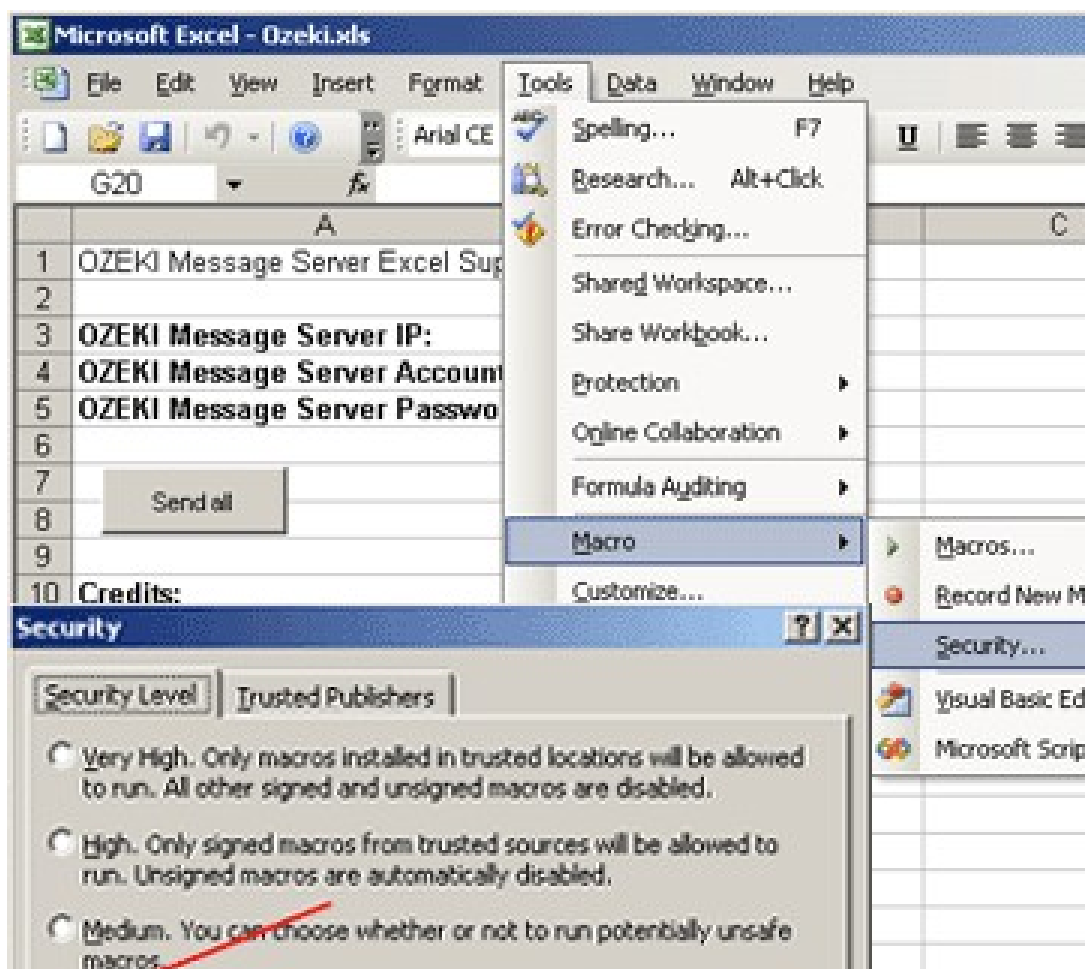 Microsoft Excel - Ozeki.xls
File Edit View Insert Format Tools Data Window Help
Arial CE U
G20 fx
Spelling... F7
Research... Alt+Click
Error Checking...
Shared Workspace...
Share Workbook...
Protection
Online Collaboration
Formula Auditing
Macro
Customize...
Macros...
Record New M
Security...
Visual Basic Ed
Microsoft Scrip
A C
1 OZEKI Message Server Excel Sup
2
3 OZEKI Message Server IP:
4 OZEKI Message Server Account
5 OZEKI Message Server Passwo
6
7
Send all
8
9
10 Credits:
Security
Security Level Trusted Publishers
Very High. Only macros installed in trusted locations will be allowed
to run. All other signed and unsigned macros are disabled.
High. Only signed macros from trusted sources will be allowed to
run. Unsigned macros are automatically disabled.
Medium. You can choose whether or not to run potentially unsafe
macros.